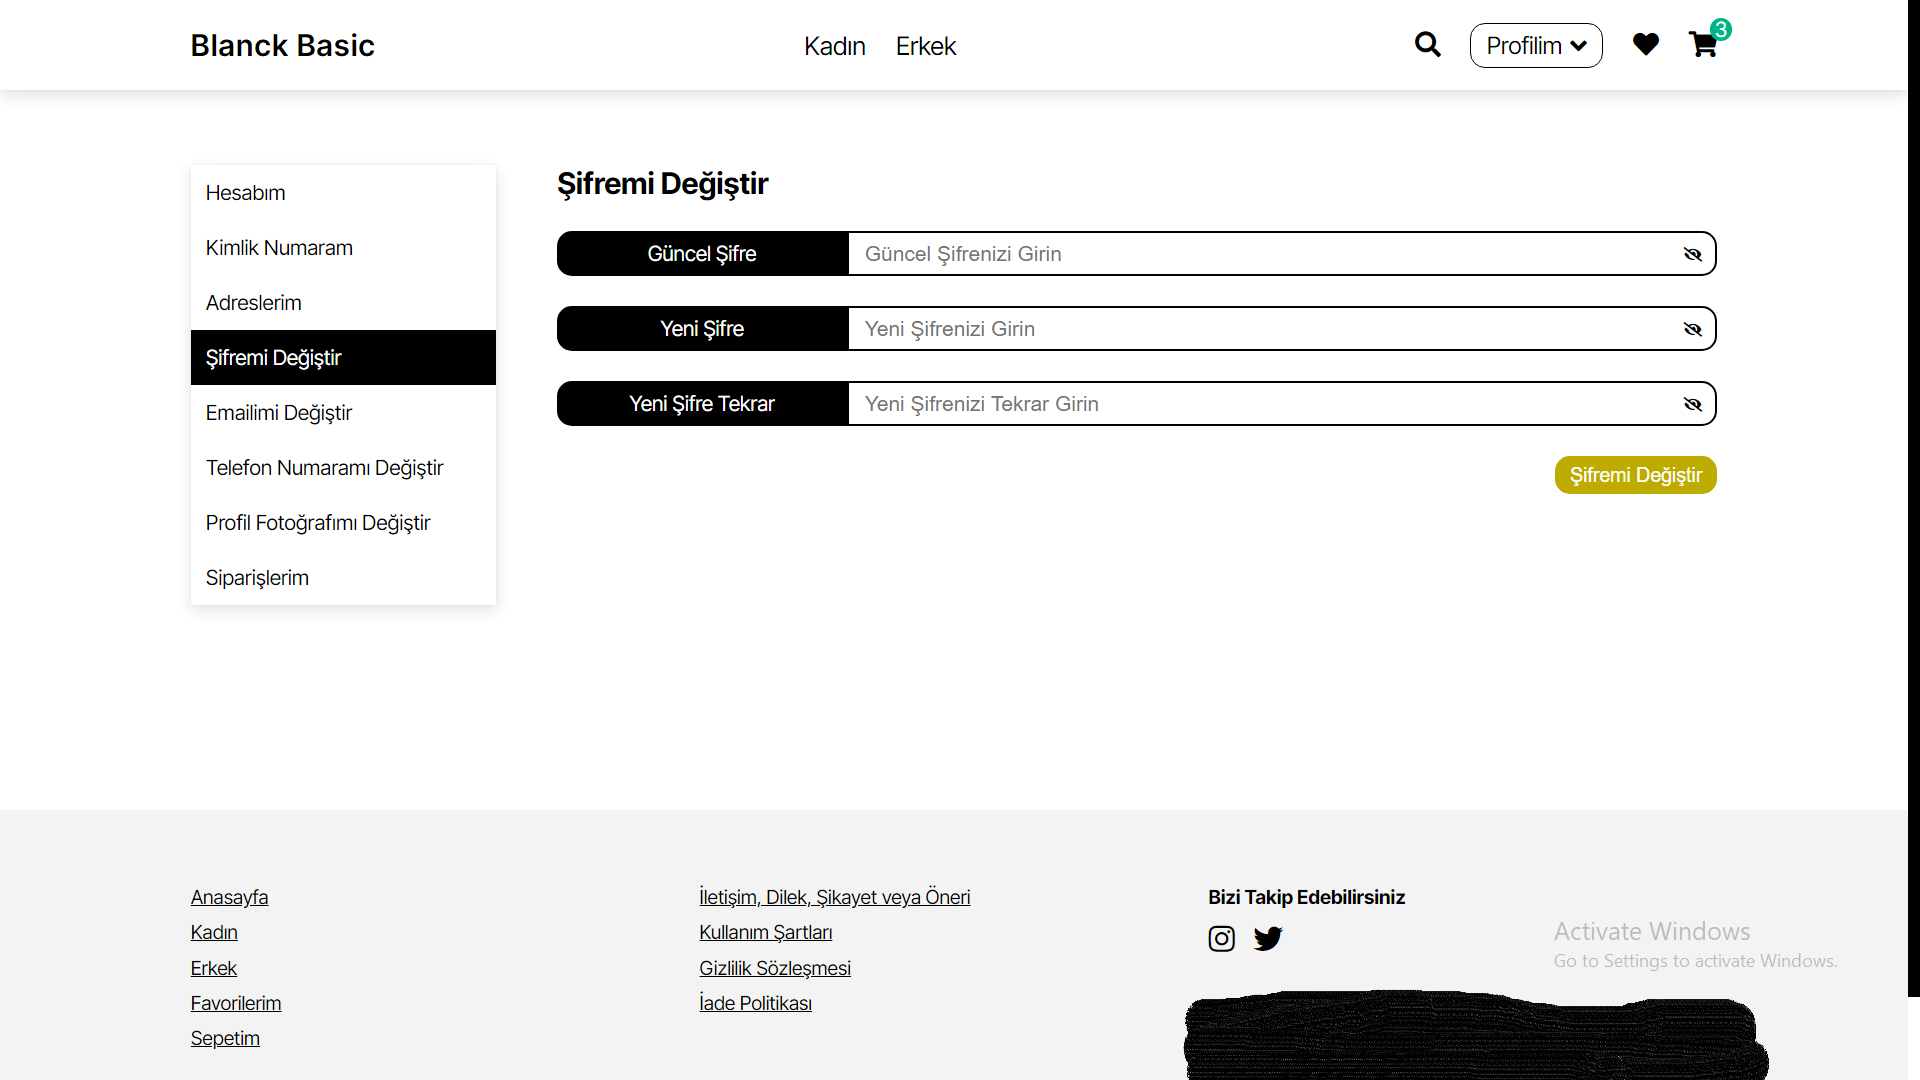 Blanck Basic
Kadın
Erkek
Profilim
3
Hesabım
Kimlik Numaram
Adreslerim
Şifremi Değiştir
Emailimi Değiştir
Telefon Numaramı Değiştir
Profil Fotoğrafımı Değiştir
Siparişlerim
Şifremi Değiştir
Güncel Şifre
Güncel Şifrenizi Girin
Yeni Şifre
Yeni Şifrenizi Girin
Yeni Şifre Tekrar
Yeni Şifrenizi Tekrar Girin
Şifremi Değiştir
Anasayfa
Kadın
Erkek
Favorilerim
Sepetim
İletişim, Dilek, Şikayet veya Öneri
Kullanım Şartları
Gizlilik Sözleşmesi
İade Politikası
Bizi Takip Edebilirsiniz
Activate Windows
Go to Settings to activate Windows.